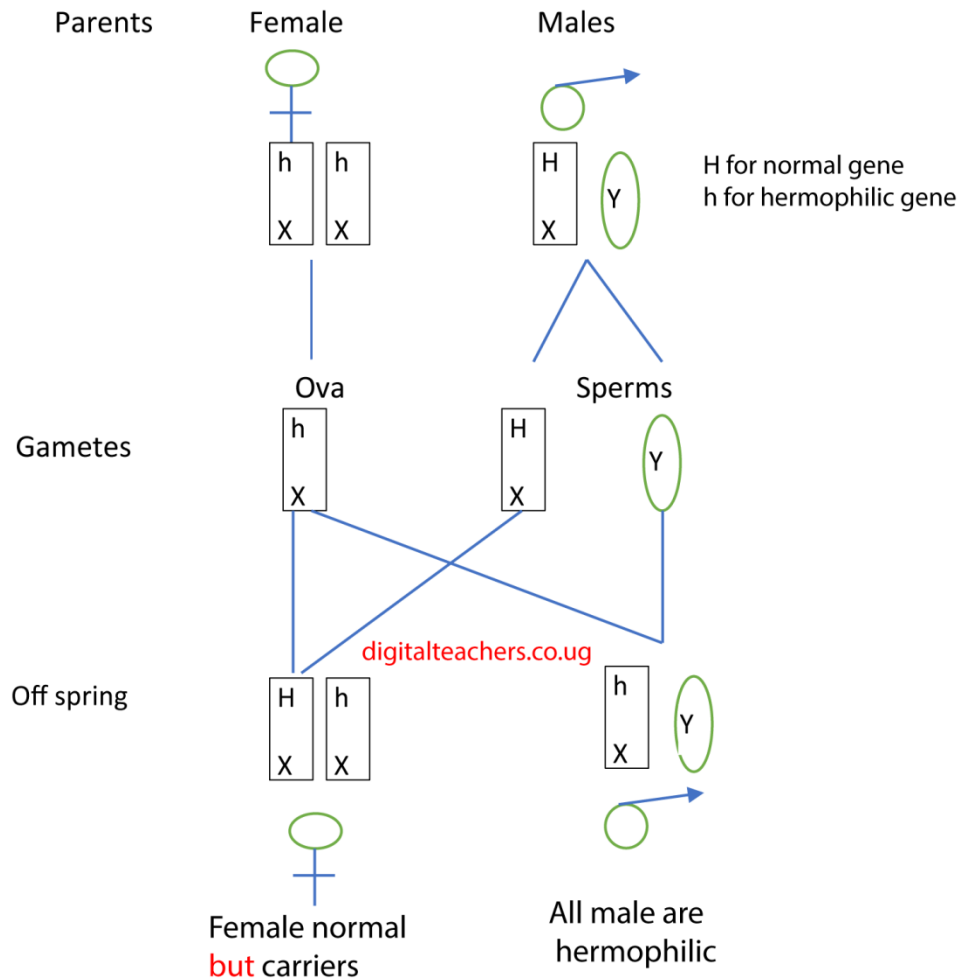 Parents Female Males
h h H
Y
X X X
H for normal gene
h for hermophilic gene
Ova Sperms
Gametes
h H
Y
X X
digitalteachers.co.ug
Off spring
H h h
Y
X X X
Female normal
but carriers
All male are
hermophilic